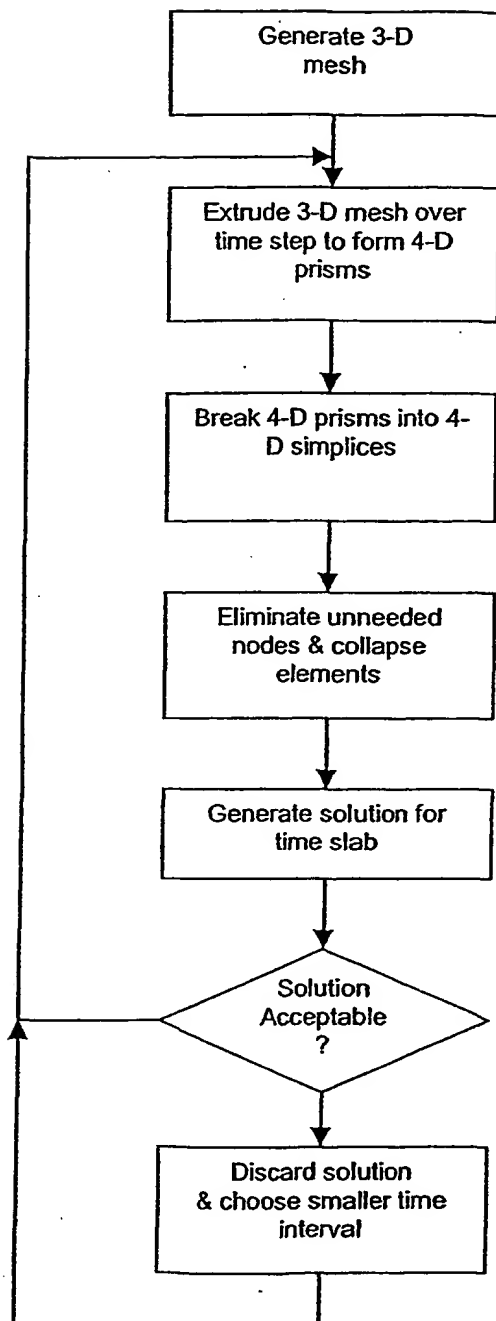 Generate 3-D
mesh
Extrude 3-D mesh over
time step to form 4-D
prisms
Break 4-D prisms into 4-
D simplices
Eliminate unneeded
nodes & collapse
elements
Generate solution for
time slab
Solution
Acceptable
?
Discard solution
& choose smaller time
interval